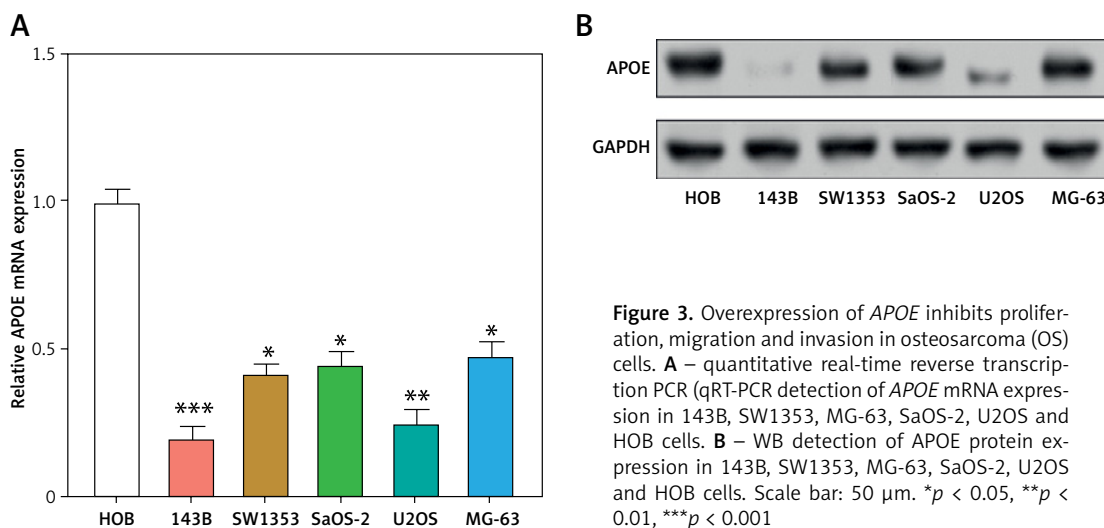 A
Relative APOE mRNA expression
1.5
1.0
0.5
0
***
*
*
**
*
HOB 143B SW1353 SaOS-2 U2OS MG-63
B
APOE
GAPDH
HOB 143B SW1353 SaOS-2 U2OS MG-63
Figure 3. Overexpression of APOE inhibits prolifer-
ation, migration and invasion in osteosarcoma (OS)
cells. A – quantitative real-time reverse transcrip-
tion PCR (qRT-PCR detection of APOE mRNA expres-
sion in 143B, SW1353, MG-63, SaOS-2, U2OS and
HOB cells. B – WB detection of APOE protein ex-
pression in 143B, SW1353, MG-63, SaOS-2, U2OS
and HOB cells. Scale bar: 50 μm. *p < 0.05, **p <
0.01, ***p < 0.001